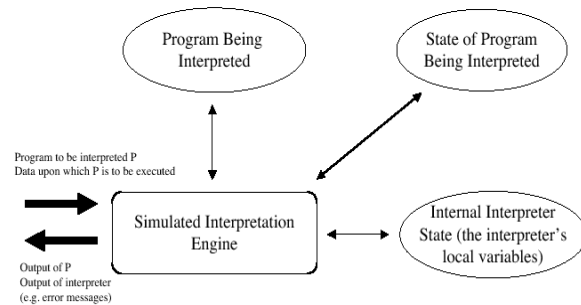 Program Being
Interpreted
State of Program
Being Interpreted
Program to be interpreted P
Data upon which P is to be executed
Simulated Interpretation
Engine
Internal Interpreter
State (the interpreter's
local variables)
Output of P
Output of interpreter
(e.g. error messages)